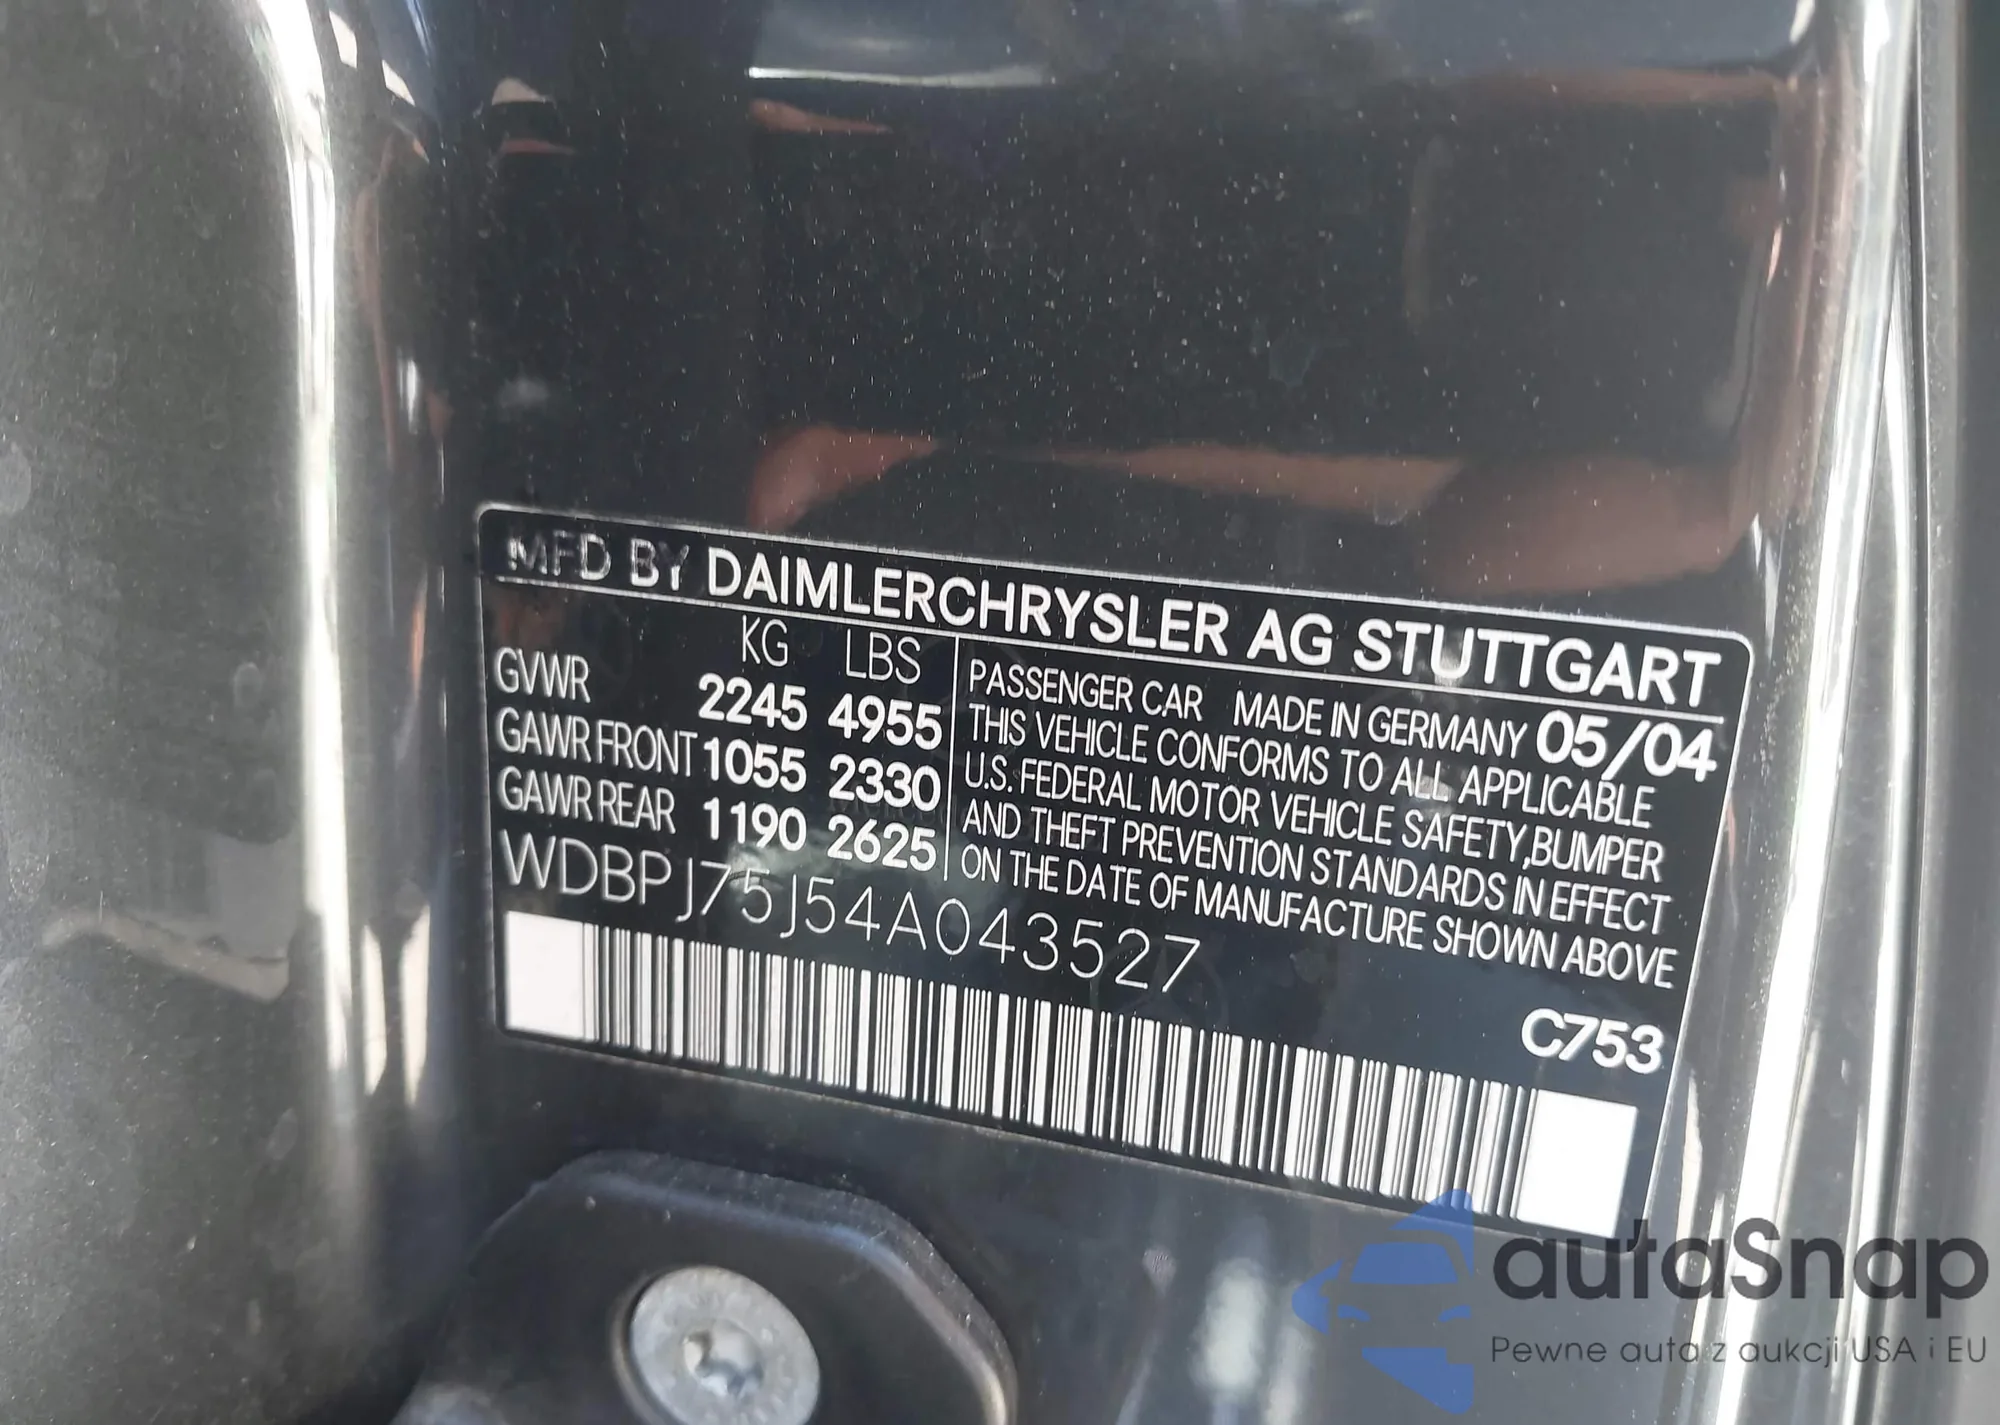 MFD BY DAIMLERCHRYSLER AG STUTTGART
KG LBS
GVWR 2245 4955
GAWR FRONT 1055 2330
GAWR REAR 1190 2625
PASSENGER CAR MADE IN GERMANY 05/04
THIS VEHICLE CONFORMS TO ALL APPLICABLE
U.S. FEDERAL MOTOR VEHICLE SAFETY, BUMPER
AND THEFT PREVENTION STANDARDS IN EFFECT
ON THE DATE OF MANUFACTURE SHOWN ABOVE
WDBPJ75J54A043527
C753
autaSnap
Pewne auta z aukcji USA i EU